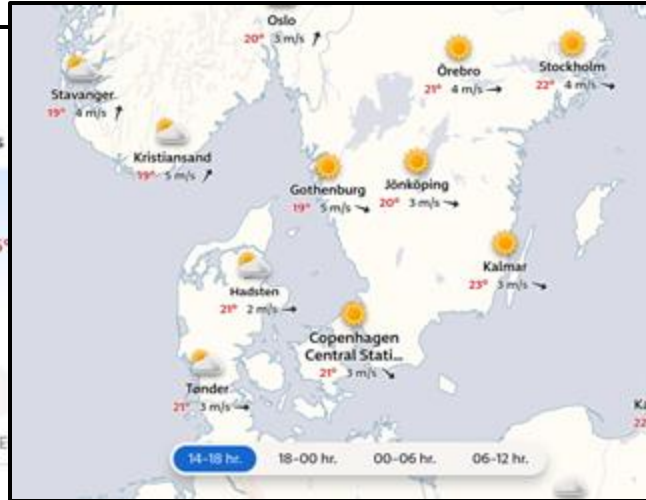 Oslo
20° 3 m/s
Örebro
21° 4 m/s
Stockholm
22° 4 m/s
Stavanger
19° 4 m/s
Kristiansand
19° 5 m/s
Gothenburg
19° 5 m/s
Jönköping
20° 3 m/s
Kalmar
23° 3 m/s
Hadsten
21° 2 m/s
Copenhagen
Central Stati...
21° 3 m/s
Tønder
21° 3 m/s
14-18 hr. 18-00 hr. 00-06 hr. 06-12 hr.